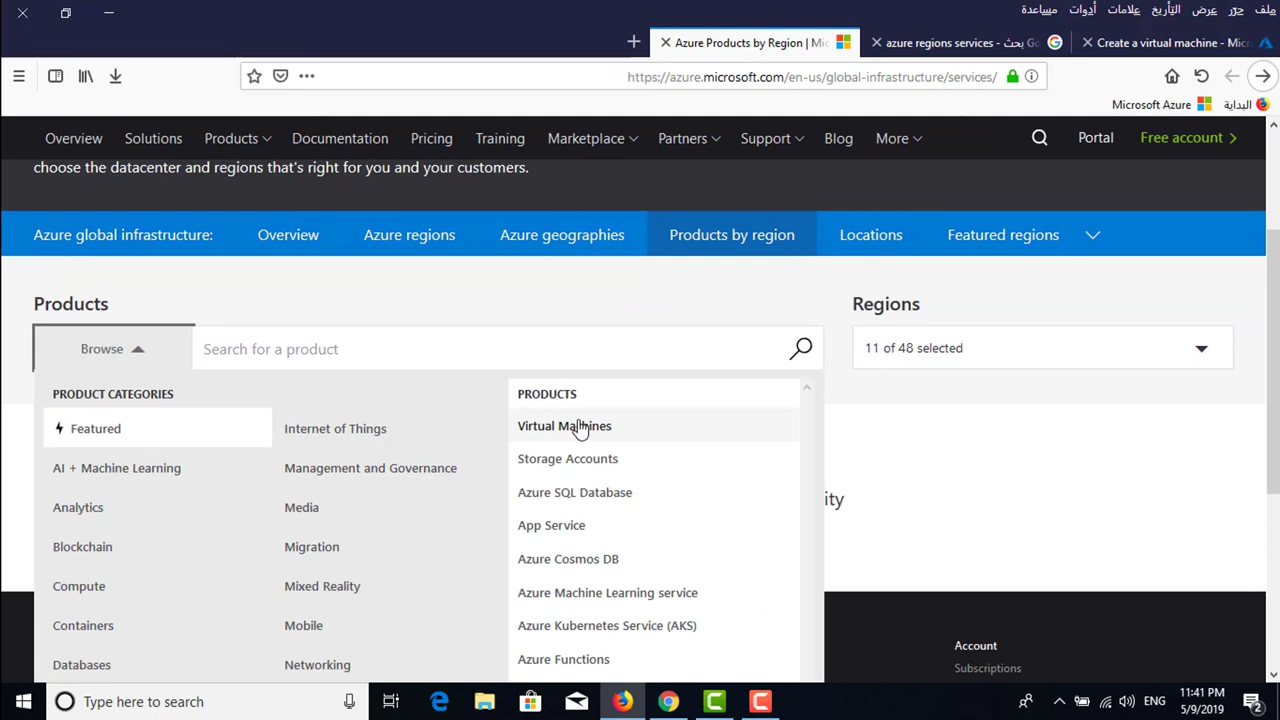 ملف حرّر عرض التأريخ علامات أدوات مساعدة
Azure Products by Region | Mic
azure regions services - بحث Go
Create a virtual machine - Micr
https://azure.microsoft.com/en-us/global-infrastructure/services/
Microsoft Azure
البداية
Overview Solutions Products Documentation Pricing Training Marketplace Partners Support Blog More Portal Free account
choose the datacenter and regions that's right for you and your customers.
Azure global infrastructure: Overview Azure regions Azure geographies Products by region Locations Featured regions
Products
Regions
Browse
Search for a product
11 of 48 selected
PRODUCT CATEGORIES
Featured
AI + Machine Learning
Analytics
Blockchain
Compute
Containers
Databases
Internet of Things
Management and Governance
Media
Migration
Mixed Reality
Mobile
Networking
PRODUCTS
Virtual Machines
Storage Accounts
Azure SQL Database
App Service
Azure Cosmos DB
Azure Machine Learning service
Azure Kubernetes Service (AKS)
Azure Functions
ity
Account
Subscriptions
Type here to search
ENG
11:41 PM
5/9/2019
2